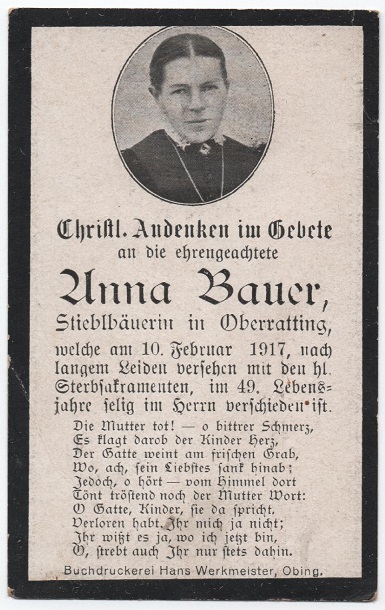 Christl. Andenken im Gebete
an die ehrengeachtete
Anna Bauer,
Stieblbäuerin in Oberratting,
welche am 10. Februar 1917, nach
langem Leiden versehen mit den hl.
Sterbsakramenten, im 49. Lebens-
jahre selig im Herrn verschieden ist.
Die Mutter tot! — o bittrer Schmerz,
Es klagt darob der Kinder Herz,
Der Gatte weint am frischen Grab,
Wo, ach, sein Liebstes sank hinab;
Jedoch, o hört — vom Himmel dort
Tönt tröstend noch der Mutter Wort:
O Gatte, Kinder, sie da spricht,
Verloren habt Ihr mich ja nicht;
Ihr wißt es ja, wo ich jetzt bin,
O, strebt auch Ihr nur stets dahin.
Buchdruckerei Hans Werkmeister, Obing.